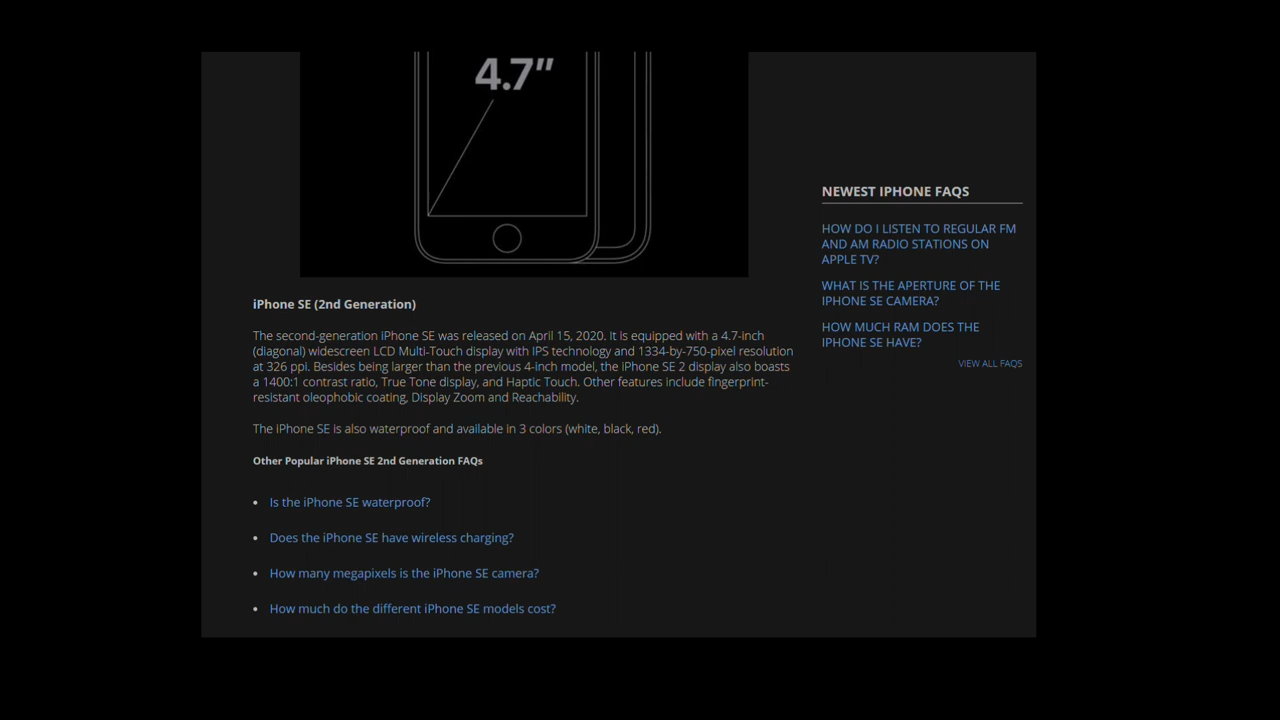 4.7"
iPhone SE (2nd Generation)
The second-generation iPhone SE was released on April 15, 2020. It is equipped with a 4.7-inch
(diagonal) widescreen LCD Multi-Touch display with IPS technology and 1334-by-750-pixel resolution
at 326 ppi. Besides being larger than the previous 4-inch model, the iPhone SE 2 display also boasts
a 1400:1 contrast ratio, True Tone display, and Haptic Touch. Other features include fingerprint-
resistant oleophobic coating, Display Zoom and Reachability.
The iPhone SE is also waterproof and available in 3 colors (white, black, red).
Other Popular iPhone SE 2nd Generation FAQs
• Is the iPhone SE waterproof?
• Does the iPhone SE have wireless charging?
• How many megapixels is the iPhone SE camera?
• How much do the different iPhone SE models cost?
NEWEST IPHONE FAQS
HOW DO I LISTEN TO REGULAR FM
AND AM RADIO STATIONS ON
APPLE TV?
WHAT IS THE APERTURE OF THE
IPHONE SE CAMERA?
HOW MUCH RAM DOES THE
IPHONE SE HAVE?
VIEW ALL FAQS